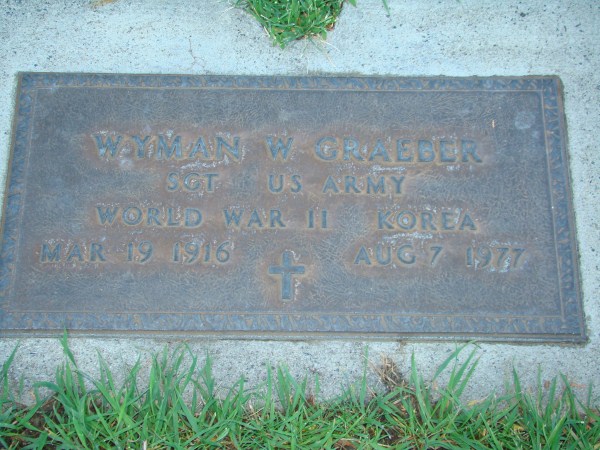 WYMAN W GRAEBER
SGT US ARMY
WORLD WAR II KOREA
MAR 19 1916 AUG 7 1977